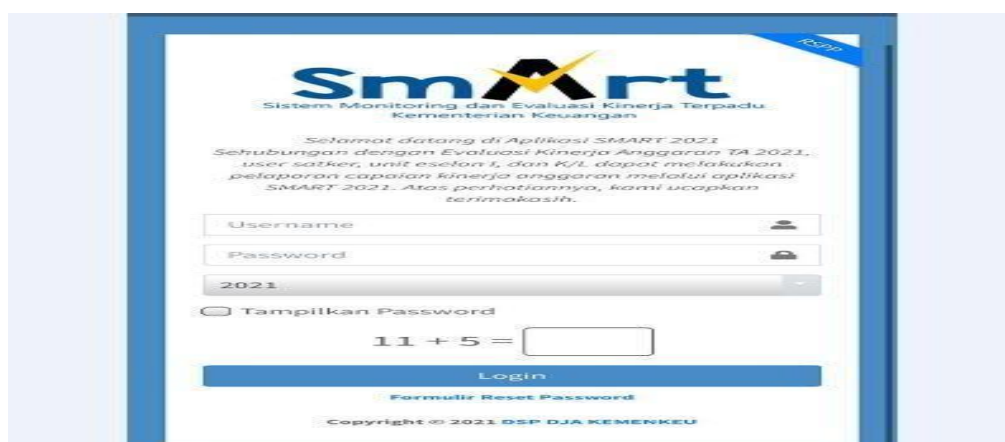 RSPP
SmArt
Sistem Monitoring dan Evaluasi Kinerja Terpadu
Kementerian Keuangan
Selamat datang di Aplikasi SMART 2021
Sehubungan dengan Evaluasi Kinerja Anggaran TA 2021,
user satker, unit eselon I, dan K/L dapat melakukan
pelaporan capaian kinerja anggaran melalui aplikasi
SMART 2021. Atas perhatiannya, kami ucapkan
terimakasih.
Username
Password
2021
Tampilkan Password
11 + 5 =
Login
Formulir Reset Password
Copyright © 2021 DSP DJA KEMENKEU